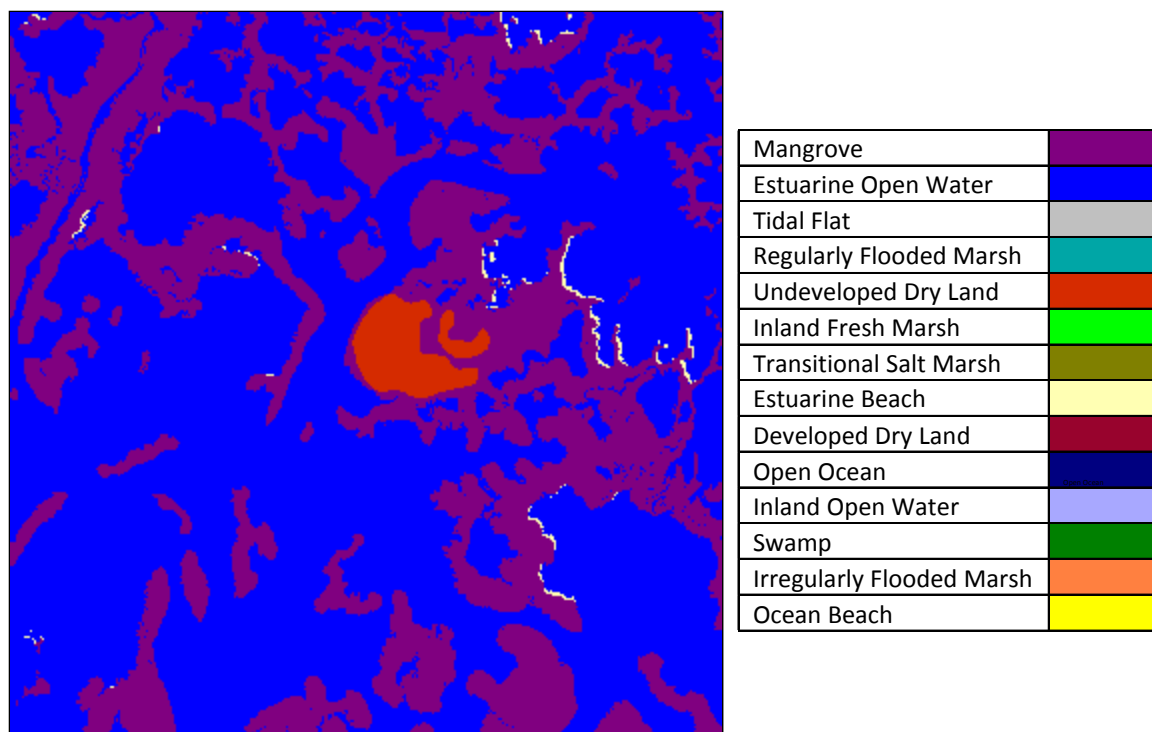 Mangrove
Estuarine Open Water
Tidal Flat
Regularly Flooded Marsh
Undeveloped Dry Land
Inland Fresh Marsh
Transitional Salt Marsh
Estuarine Beach
Developed Dry Land
Open Ocean
Inland Open Water
Swamp
Irregularly Flooded Marsh
Ocean Beach